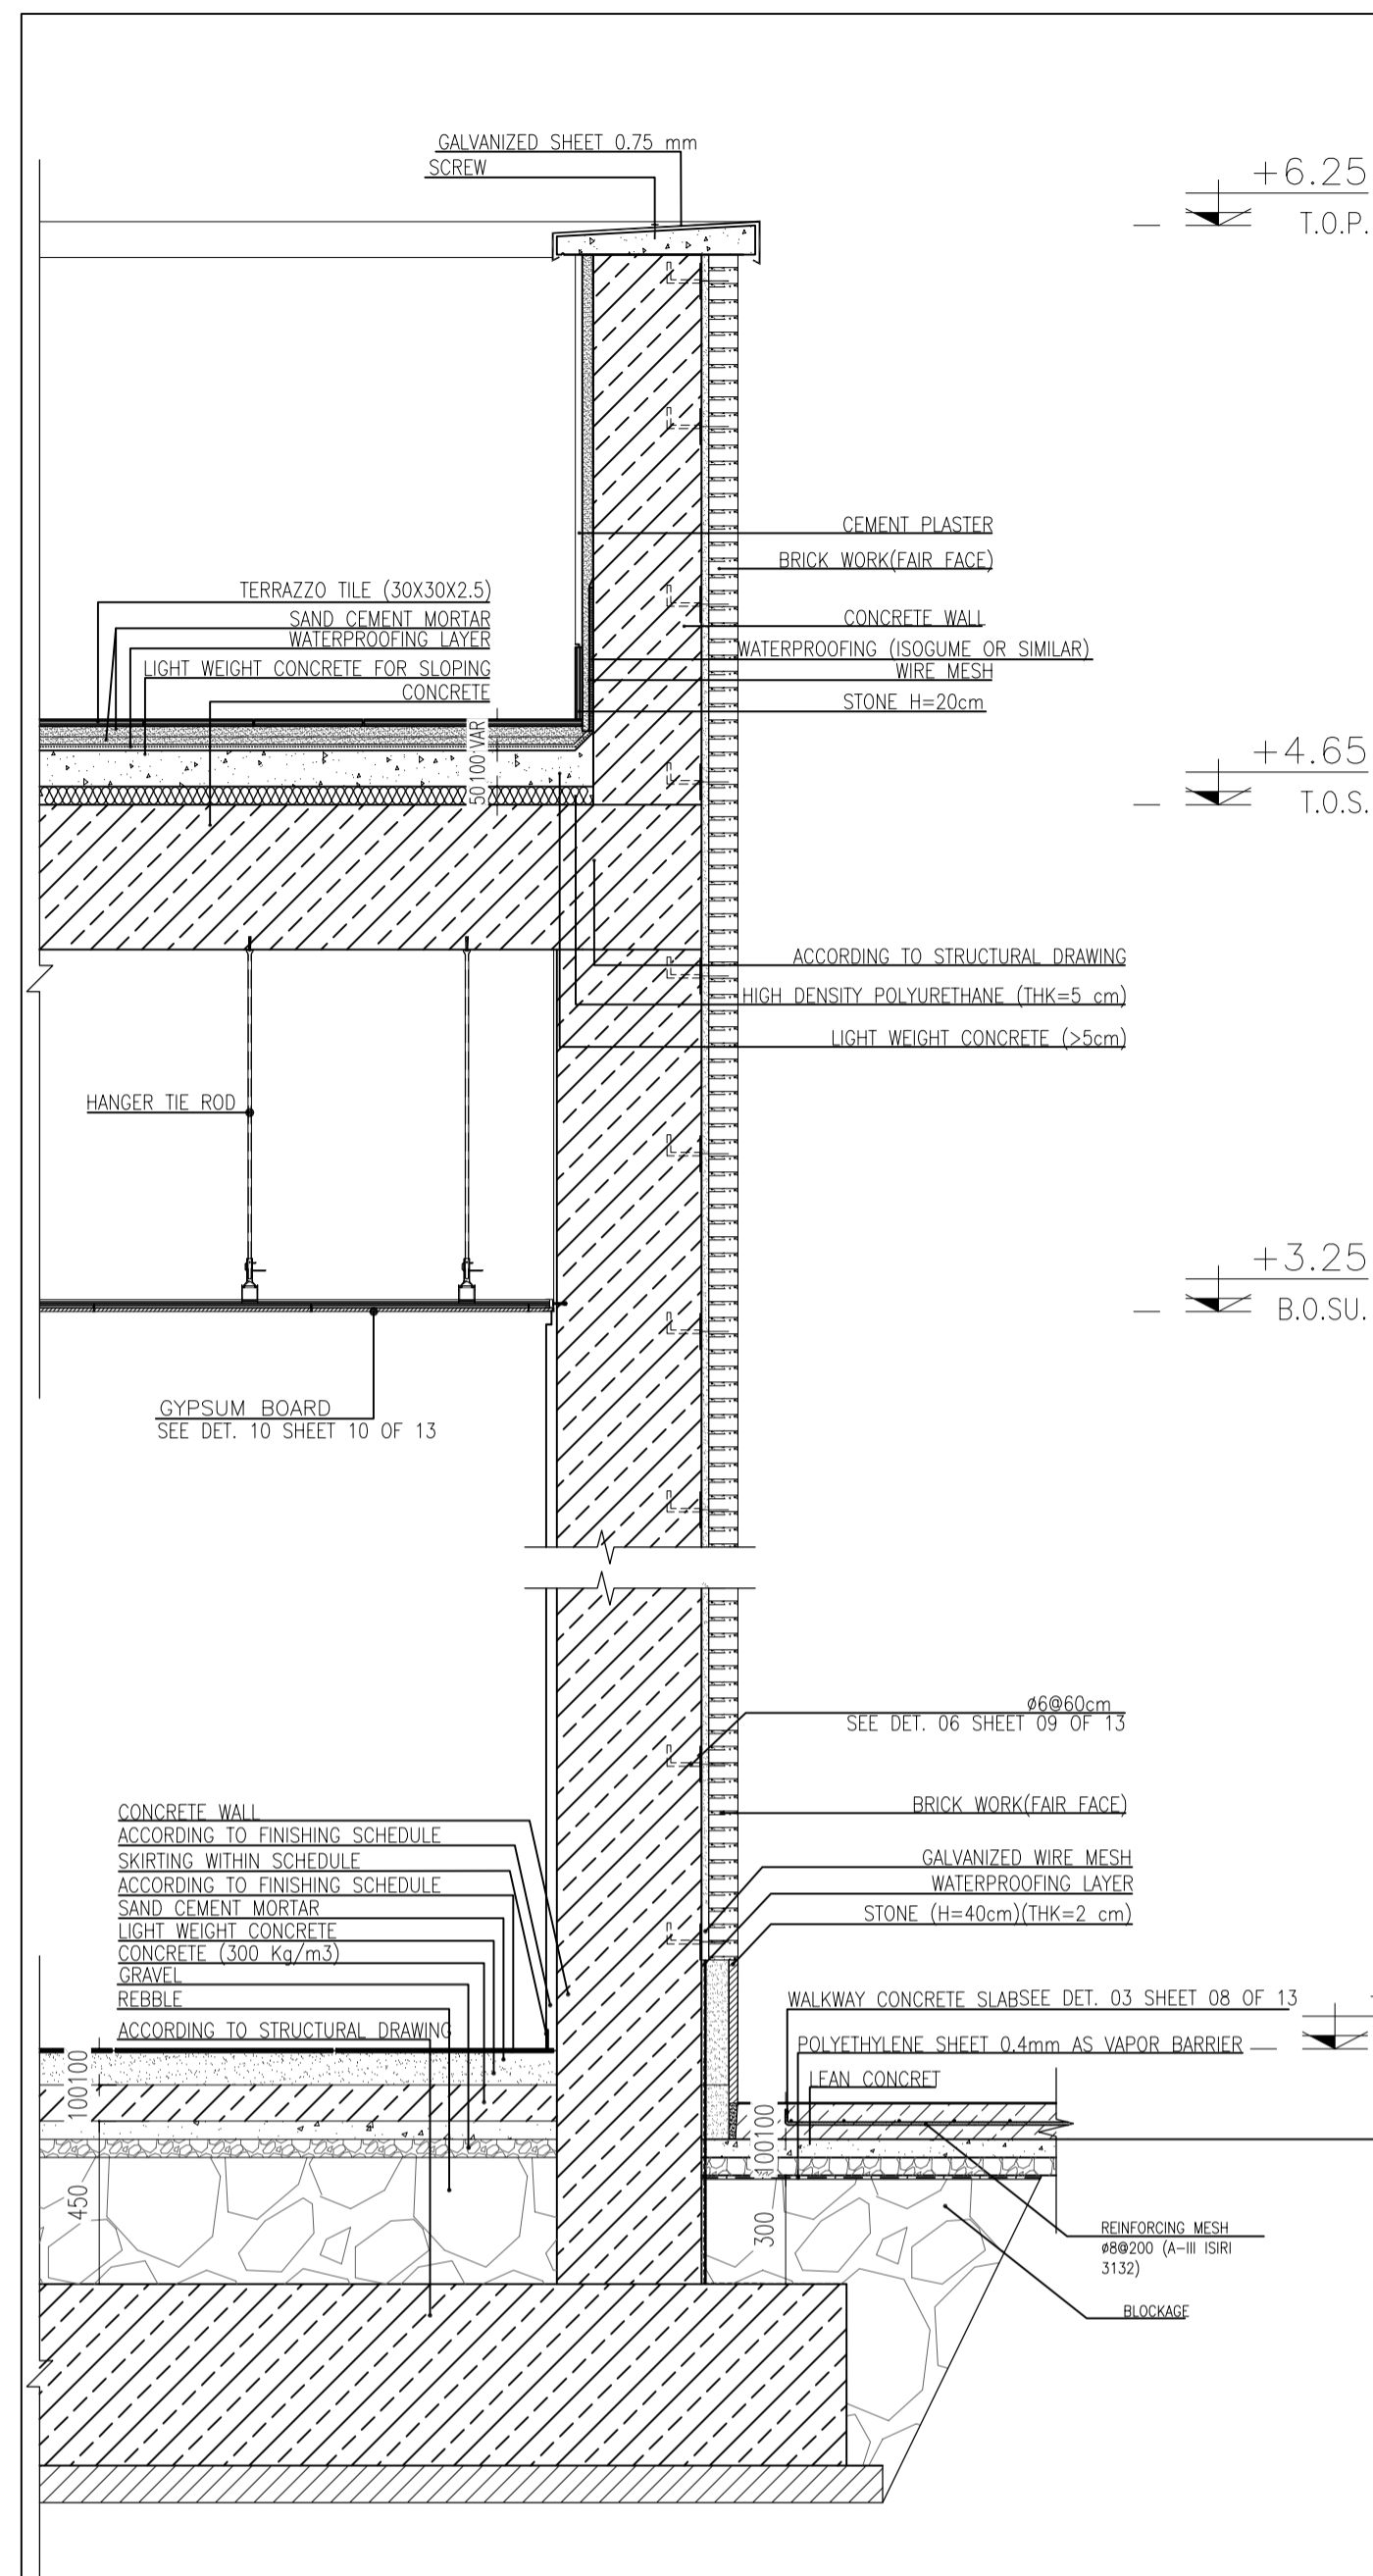 GALVANIZED SHEET 0.75 mm
SCREW
+6.25
T.O.P.
CEMENT PLASTER
BRICK WORK(FAIR FACE)
TERRAZZO TILE (30X30X2.5)
SAND CEMENT MORTAR
WATERPROOFING LAYER
LIGHT WEIGHT CONCRETE FOR SLOPING
CONCRETE
CONCRETE WALL
WATERPROOFING (ISOGUME OR SIMILAR)
WIRE MESH
STONE H=20cm
50 100 VAR
+4.65
T.O.S.
ACCORDING TO STRUCTURAL DRAWING
HIGH DENSITY POLYURETHANE (THK=5 cm)
LIGHT WEIGHT CONCRETE (>5cm)
HANGER TIE ROD
+3.25
B.O.SU.
GYPSUM BOARD
SEE DET. 10 SHEET 10 OF 13
ø6@60cm
SEE DET. 06 SHEET 09 OF 13
BRICK WORK(FAIR FACE)
GALVANIZED WIRE MESH
WATERPROOFING LAYER
STONE (H=40cm)(THK=2 cm)
CONCRETE WALL
ACCORDING TO FINISHING SCHEDULE
SKIRTING WITHIN SCHEDULE
ACCORDING TO FINISHING SCHEDULE
SAND CEMENT MORTAR
LIGHT WEIGHT CONCRETE
CONCRETE (300 Kg/m3)
GRAVEL
REBBLE
ACCORDING TO STRUCTURAL DRAWING
WALKWAY CONCRETE SLABSEE DET. 03 SHEET 08 OF 13
POLYETHYLENE SHEET 0.4mm AS VAPOR BARRIER
LEAN CONCRET
100100
450
100100
300
REINFORCING MESH
ø8@200 (A-III ISIRI
3132)
BLOCKAGE